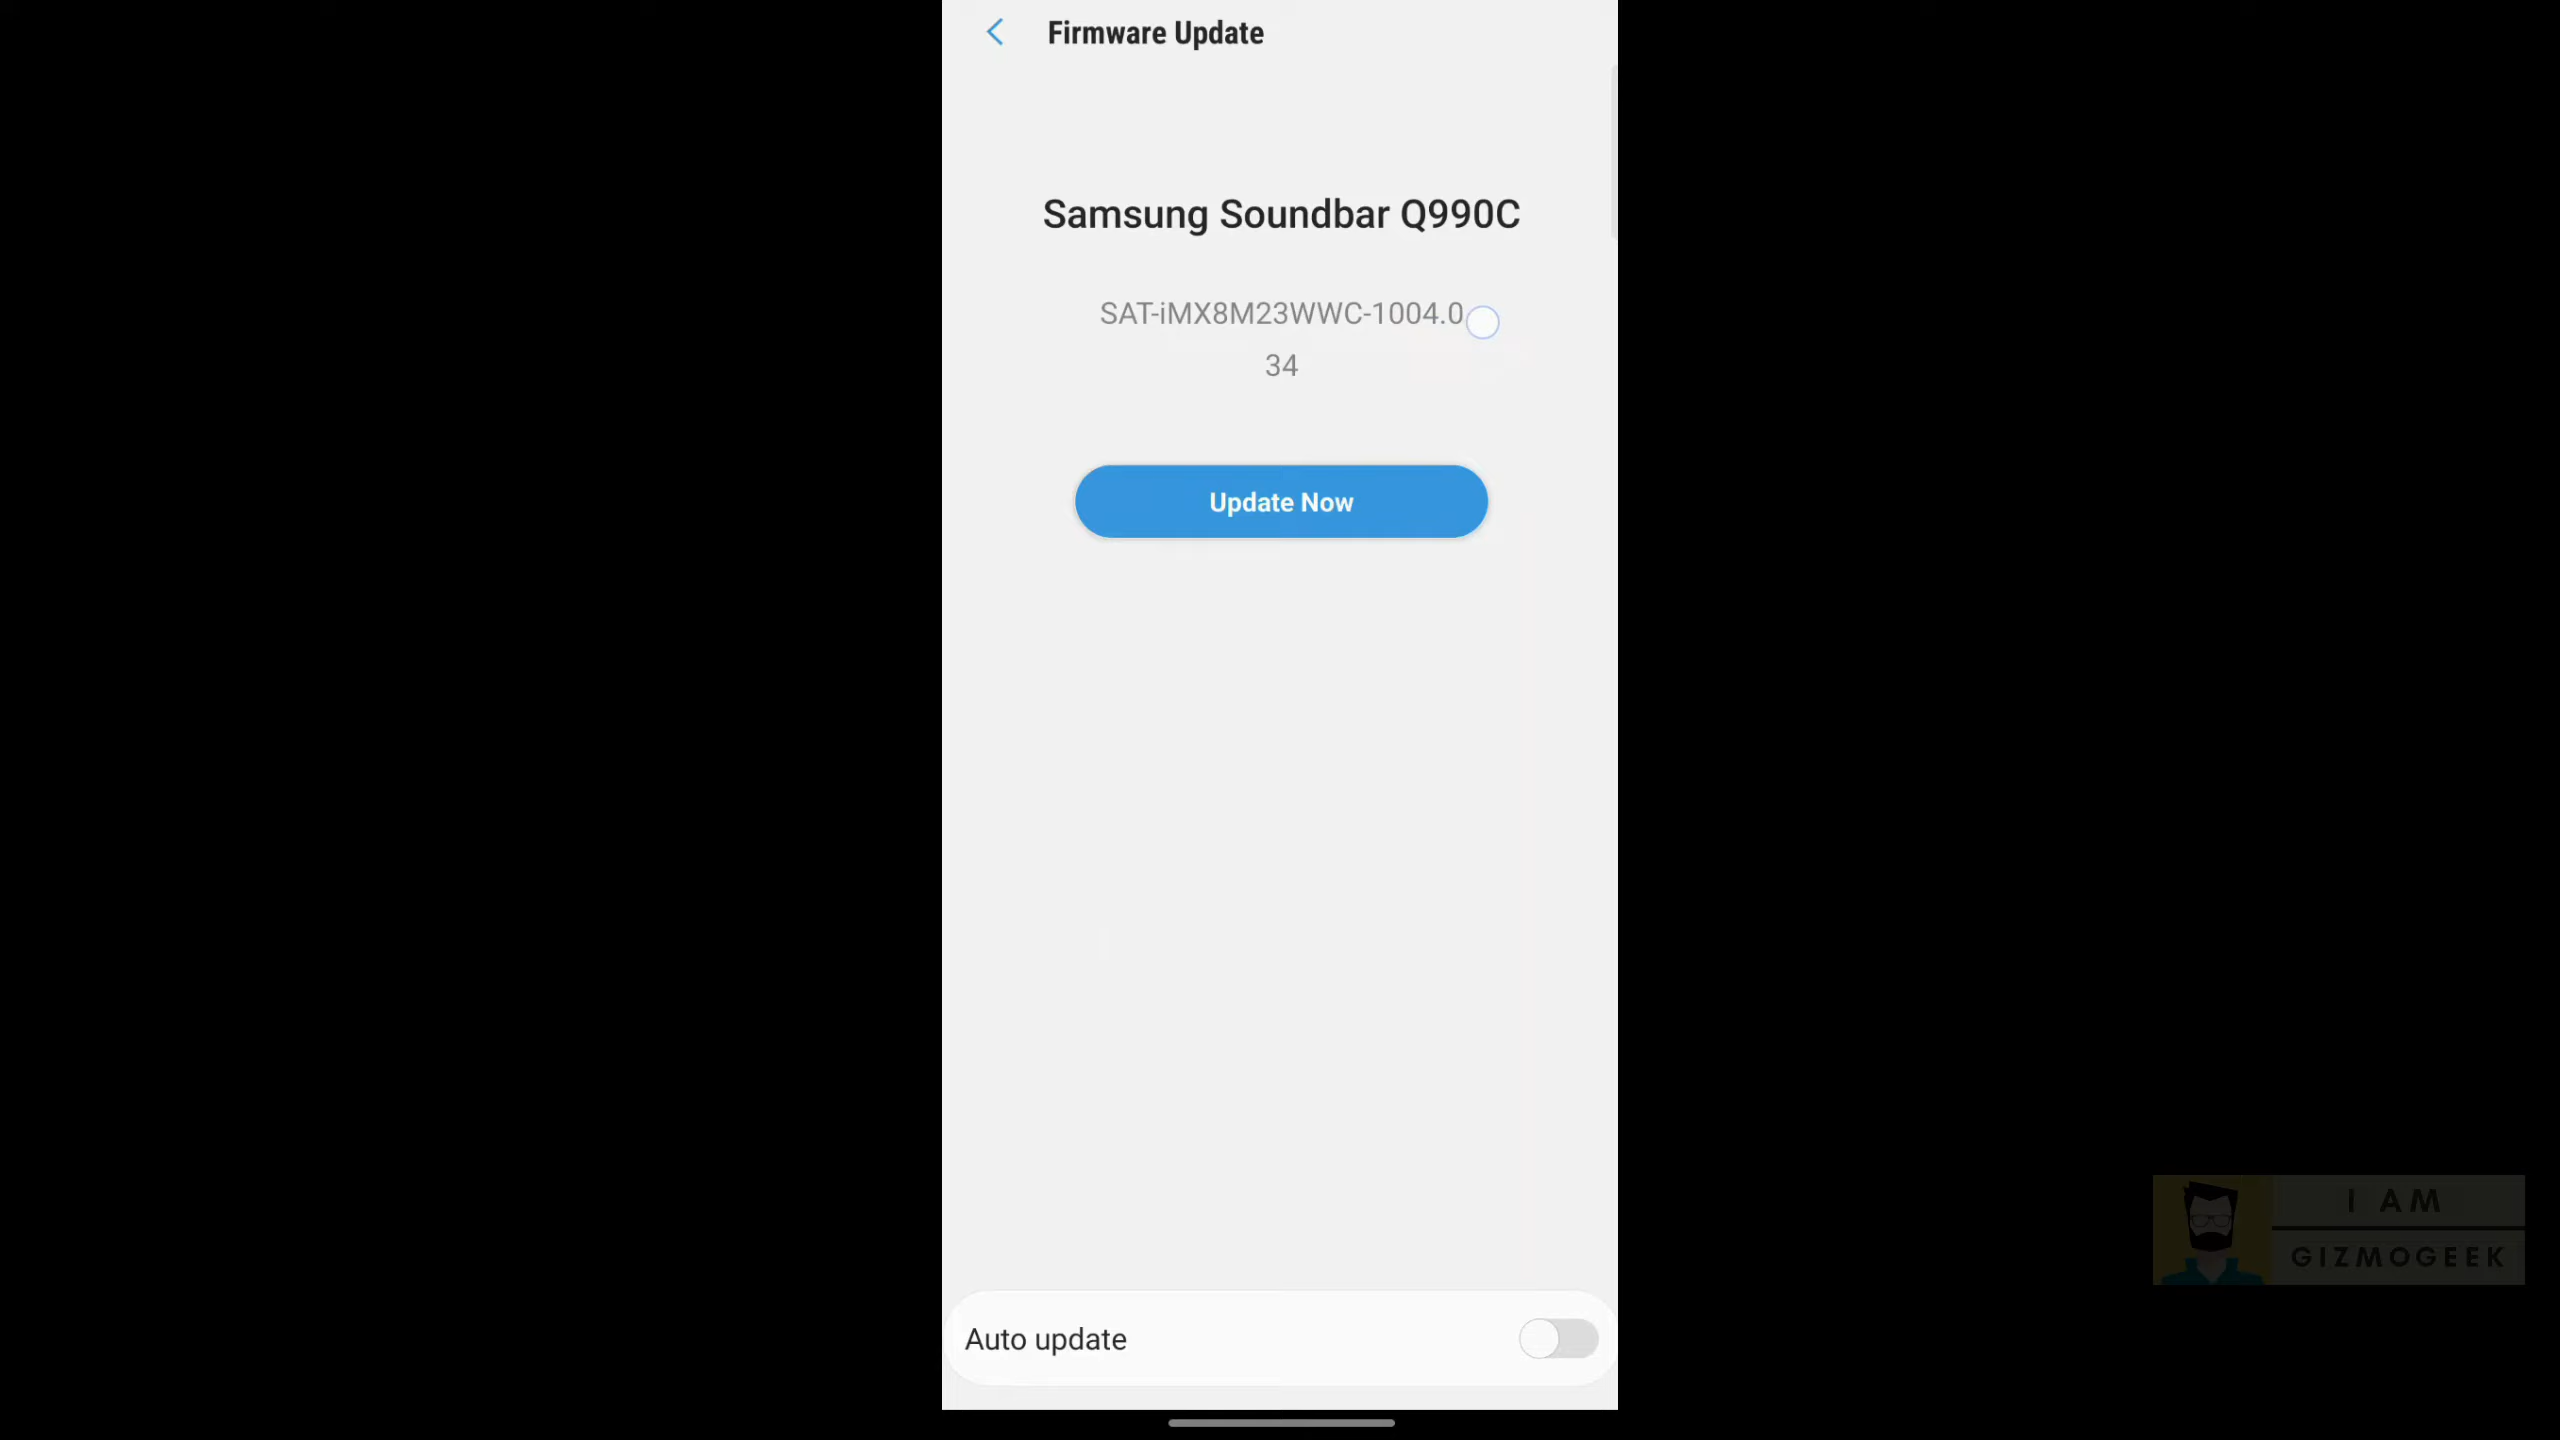 Firmware Update
Samsung Soundbar Q990C
SAT-iMX8M23WWC-1004.0
34
Update Now
Auto update
I AM
GIZMOGEEK